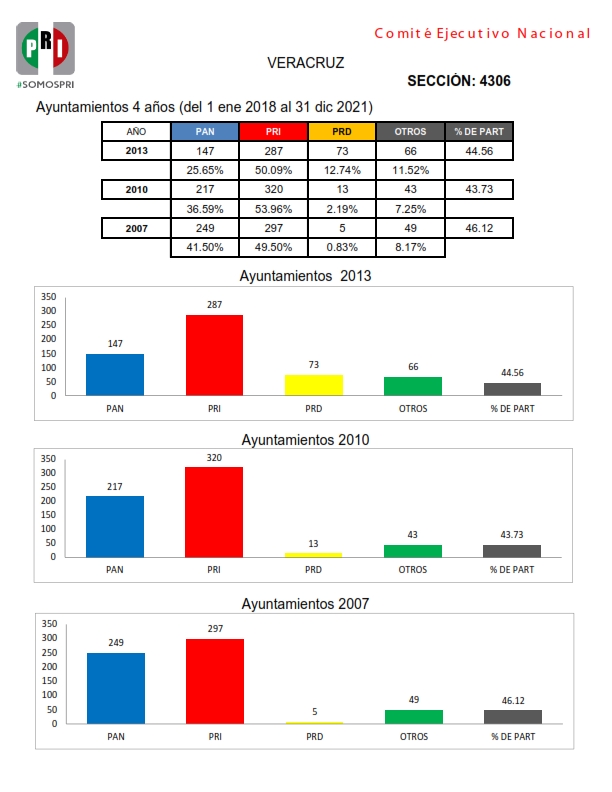 Comité Ejecutivo Nacional
PRI
#SOMOSPRI
VERACRUZ
SECCIÓN: 4306
Ayuntamientos 4 años (del 1 ene 2018 al 31 dic 2021)
AÑO PAN PRI PRD OTROS % DE PART
2013 147 287 73 66 44.56
25.65% 50.09% 12.74% 11.52%
2010 217 320 13 43 43.73
36.59% 53.96% 2.19% 7.25%
2007 249 297 5 49 46.12
41.50% 49.50% 0.83% 8.17%
Ayuntamientos 2013
350
300
250
200
150
100
50
0
147 287 73 66 44.56
PAN PRI PRD OTROS % DE PART
Ayuntamientos 2010
350
300
250
200
150
100
50
0
217 320 13 43 43.73
PAN PRI PRD OTROS % DE PART
Ayuntamientos 2007
350
300
250
200
150
100
50
0
249 297 5 49 46.12
PAN PRI PRD OTROS % DE PART